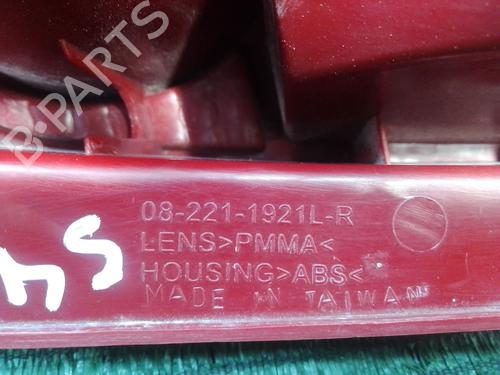 B-PARTS
08-221-1921L-R
LENS>PMMA<
HOUSING>ABS<
MADE IN TAIWAN